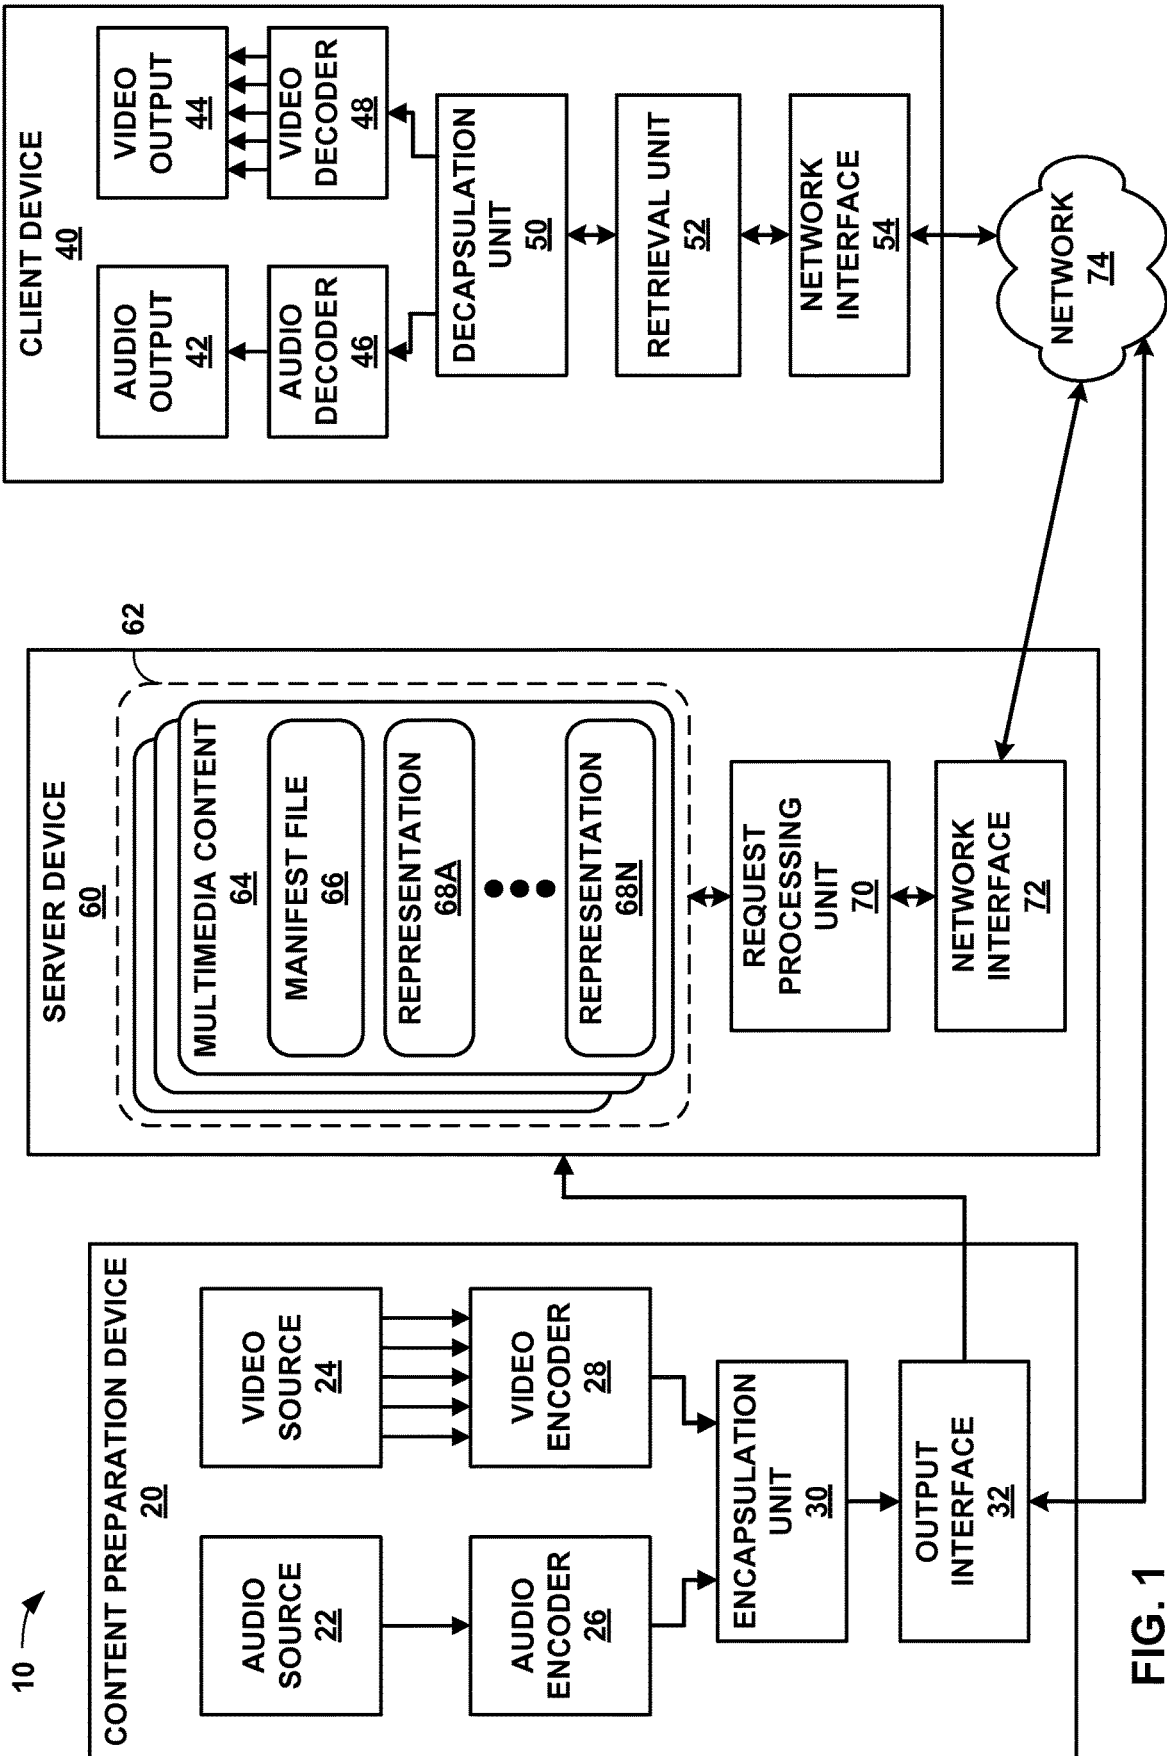 10
CONTENT PREPARATION DEVICE
20
AUDIO
SOURCE
22
VIDEO
SOURCE
24
AUDIO
ENCODER
26
VIDEO
ENCODER
28
ENCAPSULATION
UNIT
30
OUTPUT
INTERFACE
32
SERVER DEVICE
60
62
MULTIMEDIA CONTENT
64
MANIFEST FILE
66
REPRESENTATION
68A
REPRESENTATION
68N
REQUEST
PROCESSING
UNIT
70
NETWORK
INTERFACE
72
CLIENT DEVICE
40
AUDIO
OUTPUT
42
VIDEO
OUTPUT
44
AUDIO
DECODER
46
VIDEO
DECODER
48
DECAPSULATION
UNIT
50
RETRIEVAL UNIT
52
NETWORK
INTERFACE
54
NETWORK
74
FIG. 1